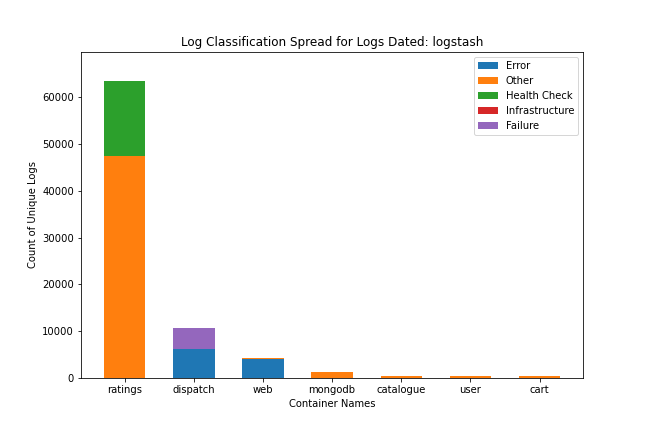 Log Classification Spread for Logs Dated: logstash
Error
Other
Health Check
Infrastructure
Failure
Count of Unique Logs
60000
50000
40000
30000
20000
10000
0
ratings
dispatch
web
mongodb
catalogue
user
cart
Container Names